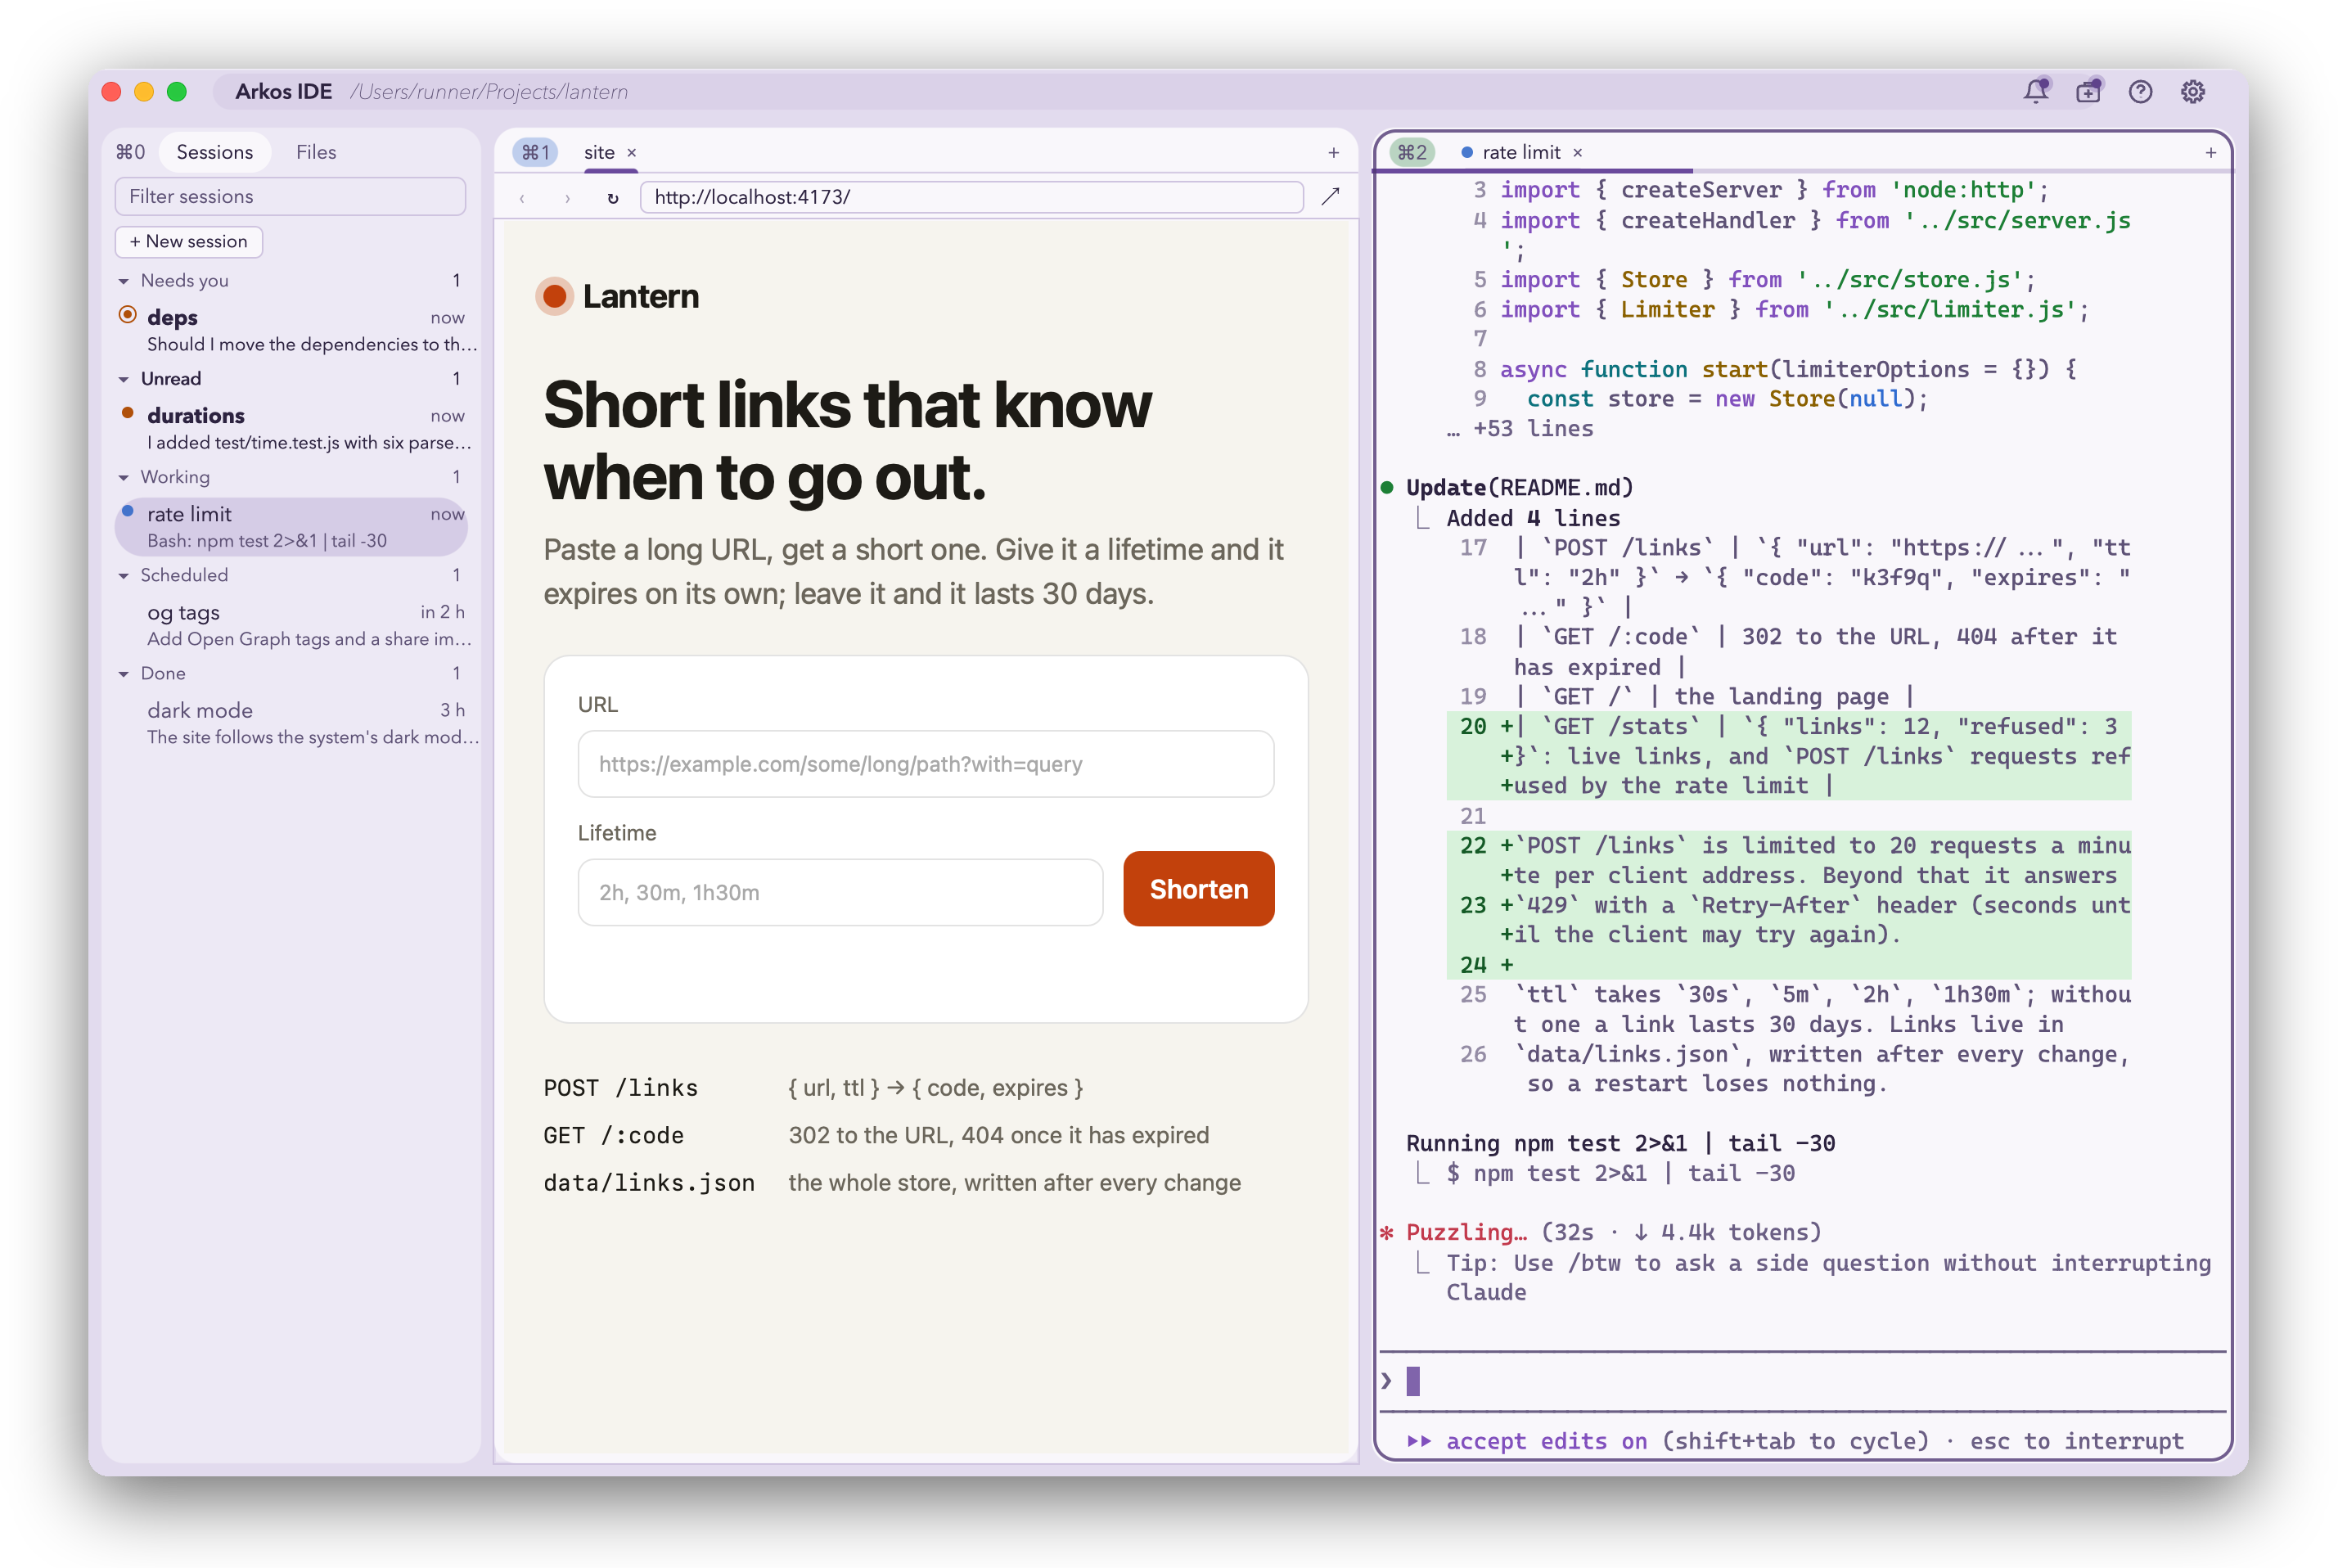 Arkos IDE /Users/runner/Projects/lantern
⌘0 Sessions Files
Filter sessions
+ New session
Needs you 1
deps now
Should I move the dependencies to th…
Unread 1
durations now
I added test/time.test.js with six parse…
Working 1
rate limit now
Bash: npm test 2>&1 | tail -30
Scheduled 1
og tags in 2 h
Add Open Graph tags and a share im…
Done 1
dark mode 3 h
The site follows the system's dark mod…
⌘1 site × +
‹ › ↻ http://localhost:4173/
Lantern
Short links that know
when to go out.
Paste a long URL, get a short one. Give it a lifetime and it
expires on its own; leave it and it lasts 30 days.
URL
https://example.com/some/long/path?with=query
Lifetime
2h, 30m, 1h30m Shorten
POST /links { url, ttl } → { code, expires }
GET /:code 302 to the URL, 404 once it has expired
data/links.json the whole store, written after every change
⌘2 rate limit × +
3 import { createServer } from 'node:http';
4 import { createHandler } from '../src/server.js
';
5 import { Store } from '../src/store.js';
6 import { Limiter } from '../src/limiter.js';
7
8 async function start(limiterOptions = {}) {
9 const store = new Store(null);
… +53 lines
Update(README.md)
Added 4 lines
17 | `POST /links` | `{ "url": "https://…", "tt
l": "2h" }` → `{ "code": "k3f9q", "expires": "
…" }` |
18 | `GET /:code` | 302 to the URL, 404 after it
has expired |
19 | `GET /` | the landing page |
20 +| `GET /stats` | `{ "links": 12, "refused": 3
+}`: live links, and `POST /links` requests ref
+used by the rate limit |
21
22 +`POST /links` is limited to 20 requests a minu
+te per client address. Beyond that it answers
23 +`429` with a `Retry-After` header (seconds unt
+il the client may try again).
24 +
25 `ttl` takes `30s`, `5m`, `2h`, `1h30m`; withou
t one a link lasts 30 days. Links live in
26 `data/links.json`, written after every change,
so a restart loses nothing.
Running npm test 2>&1 | tail -30
$ npm test 2>&1 | tail -30
✻ Puzzling… (32s · ↓ 4.4k tokens)
Tip: Use /btw to ask a side question without interrupting
Claude
❯
⏵⏵ accept edits on (shift+tab to cycle) · esc to interrupt